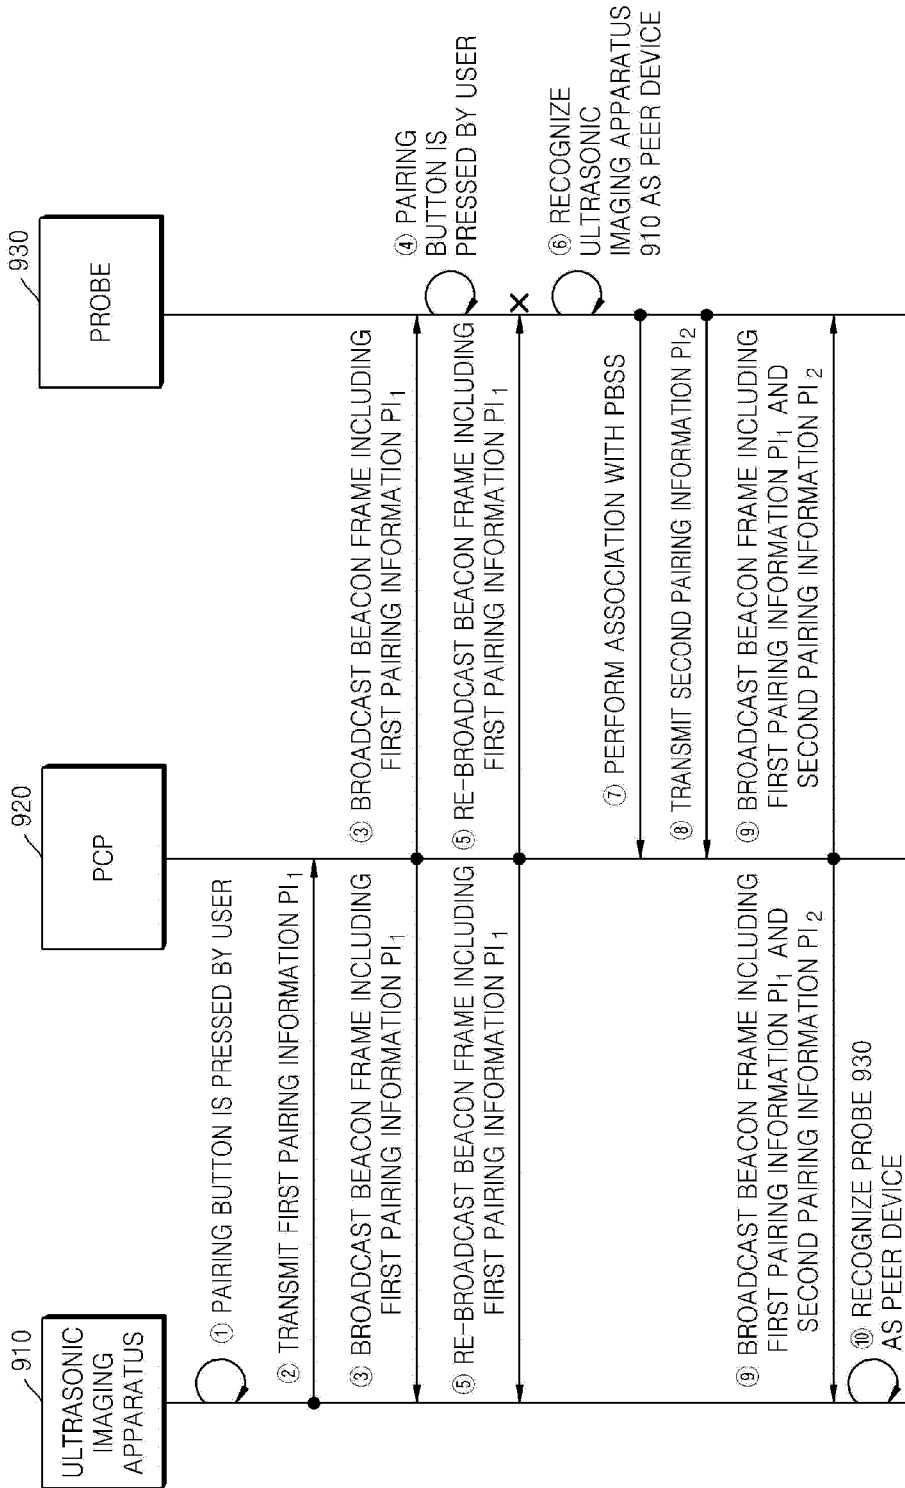 910
ULTRASONIC
IMAGING
APPARATUS
920
PCP
930
PROBE
① PAIRING BUTTON IS PRESSED BY USER
② TRANSMIT FIRST PAIRING INFORMATION PI1
③ BROADCAST BEACON FRAME INCLUDING
FIRST PAIRING INFORMATION PI1
③ BROADCAST BEACON FRAME INCLUDING
FIRST PAIRING INFORMATION PI1
④ PAIRING
BUTTON IS
PRESSED BY USER
⑤ RE-BROADCAST BEACON FRAME INCLUDING
FIRST PAIRING INFORMATION PI1
⑤ RE-BROADCAST BEACON FRAME INCLUDING
FIRST PAIRING INFORMATION PI1
⑥ RECOGNIZE
ULTRASONIC
IMAGING APPARATUS
910 AS PEER DEVICE
⑦ PERFORM ASSOCIATION WITH PBSS
⑧ TRANSMIT SECOND PAIRING INFORMATION PI2
⑨ BROADCAST BEACON FRAME INCLUDING
FIRST PAIRING INFORMATION PI1 AND
SECOND PAIRING INFORMATION PI2
⑨ BROADCAST BEACON FRAME INCLUDING
FIRST PAIRING INFORMATION PI1 AND
SECOND PAIRING INFORMATION PI2
⑩ RECOGNIZE PROBE 930
AS PEER DEVICE